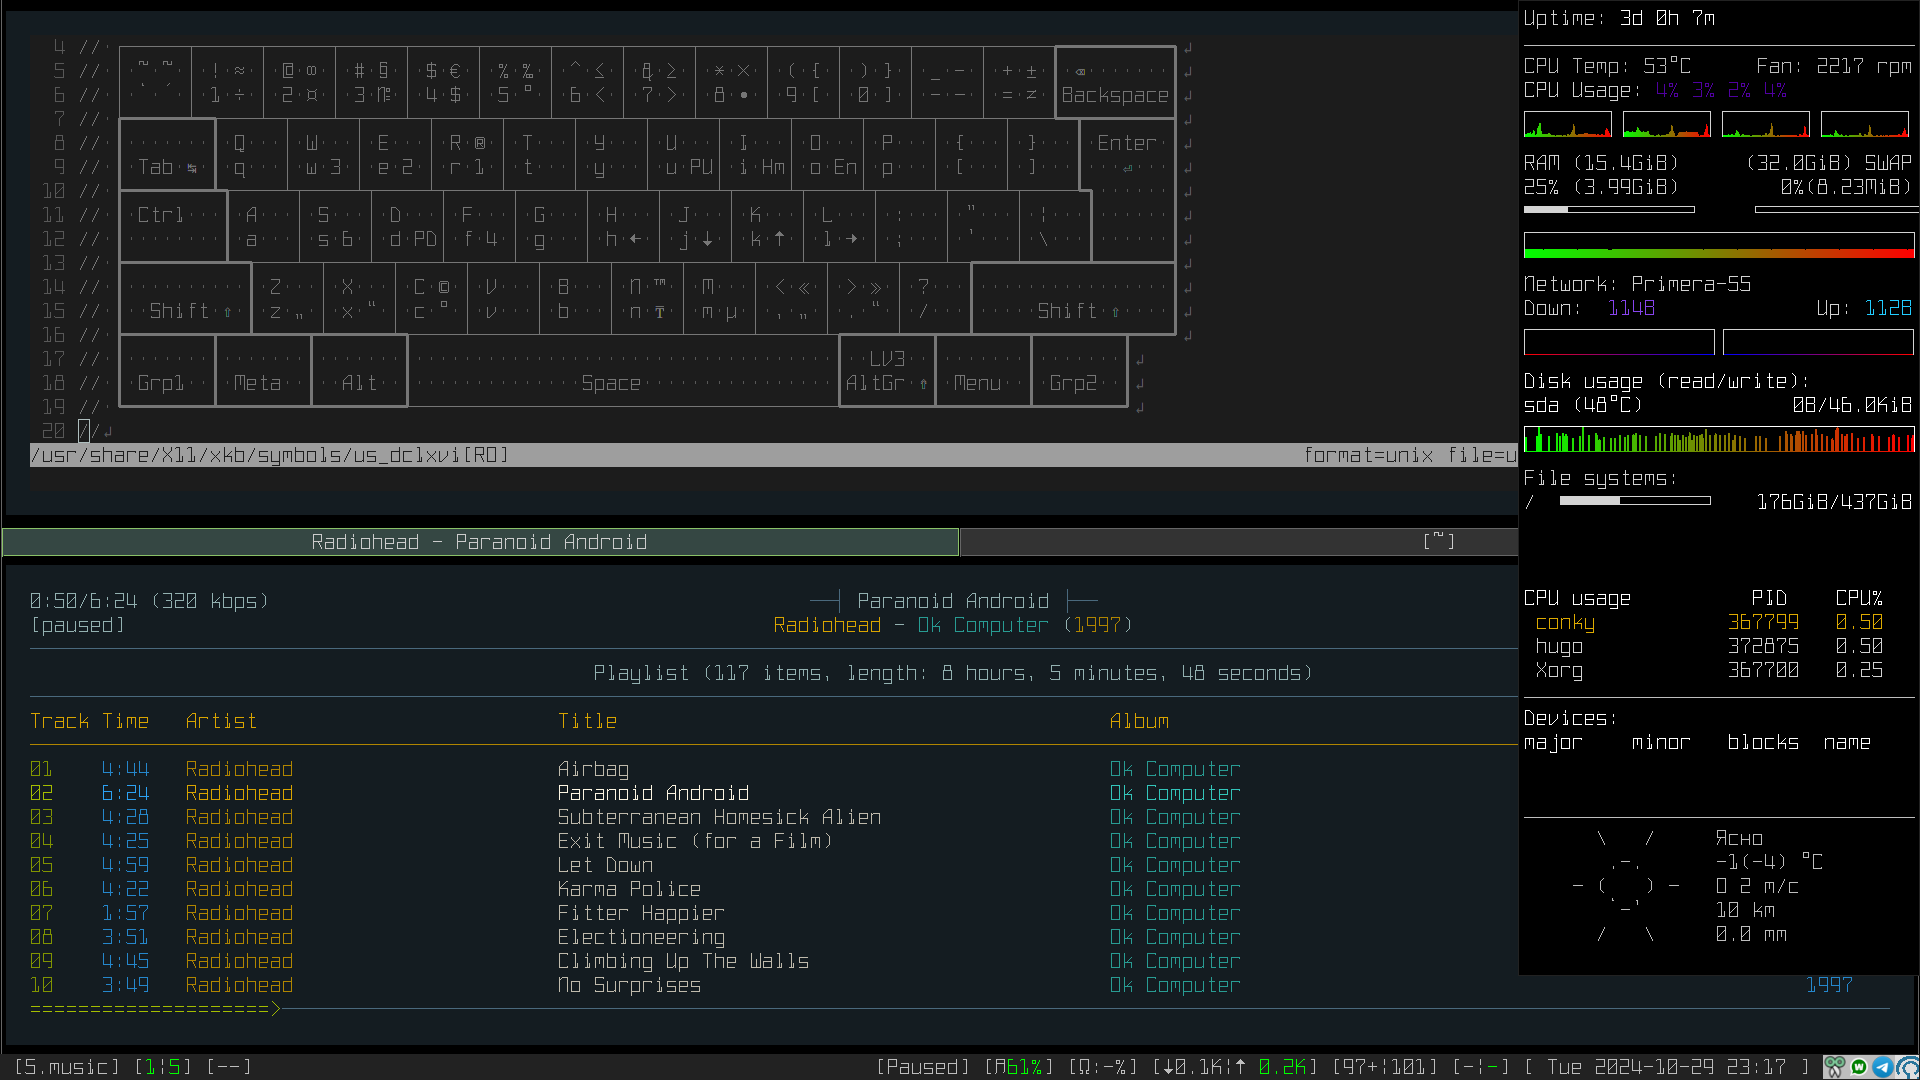 4 //
5 // ~ ~ ! ≈ @ ∞ # § $ € % ‰ ^ ≤ & ≥ * × ( { ) } _ – + ±
6 // ` ´ 1 ÷ 2 ¤ 3 № 4 $ 5 ° 6 < 7 > 8 • 9 [ 0 ] - − = ≠ Backspace
7 //
8 // Q W E R ® T Y U I O P { } Enter
9 // Tab q w 3 e 2 r 1 t y u PU i Hm o En p [ ] ⏎
10 //
11 // Ctrl A S D F G H J K L : " ¦
12 // a s 6 d PD f 4 g h ← j ↓ k ↑ l → ; ' \
13 //
14 // Z X C © V B N ™ M < « > » ?
15 // Shift ⇧ z „ x “ c ° v b n m µ , „ . “ / Shift ⇧
16 //
17 // LV3
18 // Grp1 Meta Alt Space AltGr ⇧ Menu Grp2
19 //
20 //
/usr/share/X11/xkb/symbols/us_dclxvi[RO] format=unix file=u
Radiohead - Paranoid Android [~]
0:50/6:24 (320 kbps) Paranoid Android
[paused] Radiohead - Ok Computer (1997)
Playlist (117 items, length: 8 hours, 5 minutes, 48 seconds)
Track Time Artist Title Album
01 4:44 Radiohead Airbag Ok Computer
02 6:24 Radiohead Paranoid Android Ok Computer
03 4:28 Radiohead Subterranean Homesick Alien Ok Computer
04 4:25 Radiohead Exit Music (for a Film) Ok Computer
05 4:59 Radiohead Let Down Ok Computer
06 4:22 Radiohead Karma Police Ok Computer
07 1:57 Radiohead Fitter Happier Ok Computer
08 3:51 Radiohead Electioneering Ok Computer
09 4:45 Radiohead Climbing Up The Walls Ok Computer
10 3:49 Radiohead No Surprises Ok Computer 1997
====================>
Uptime: 3d 0h 7m
CPU Temp: 53°C Fan: 2217 rpm
CPU Usage: 4% 3% 2% 4%
RAM (15.4GiB) (32.0GiB) SWAP
25% (3.99GiB) 0%(8.23MiB)
Network: Primera-55
Down: 114B Up: 112B
Disk usage (read/write):
sda (48°C) 0B/46.0KiB
File systems:
/ 176GiB/437GiB
CPU usage PID CPU%
conky 367799 0.50
hugo 372875 0.50
Xorg 367700 0.25
Devices:
major minor blocks name
\ / Ясно
.-. -1(-4) °C
- ( ) - 0 2 m/c
`-' 10 km
/ \ 0.0 mm
[5.music] [1¦5] [--] [Paused] [61%] [Ω:-%] [↓0.1K¦↑ 0.2K] [97+¦101] [-¦-] [ Tue 2024-10-29 23:17 ]